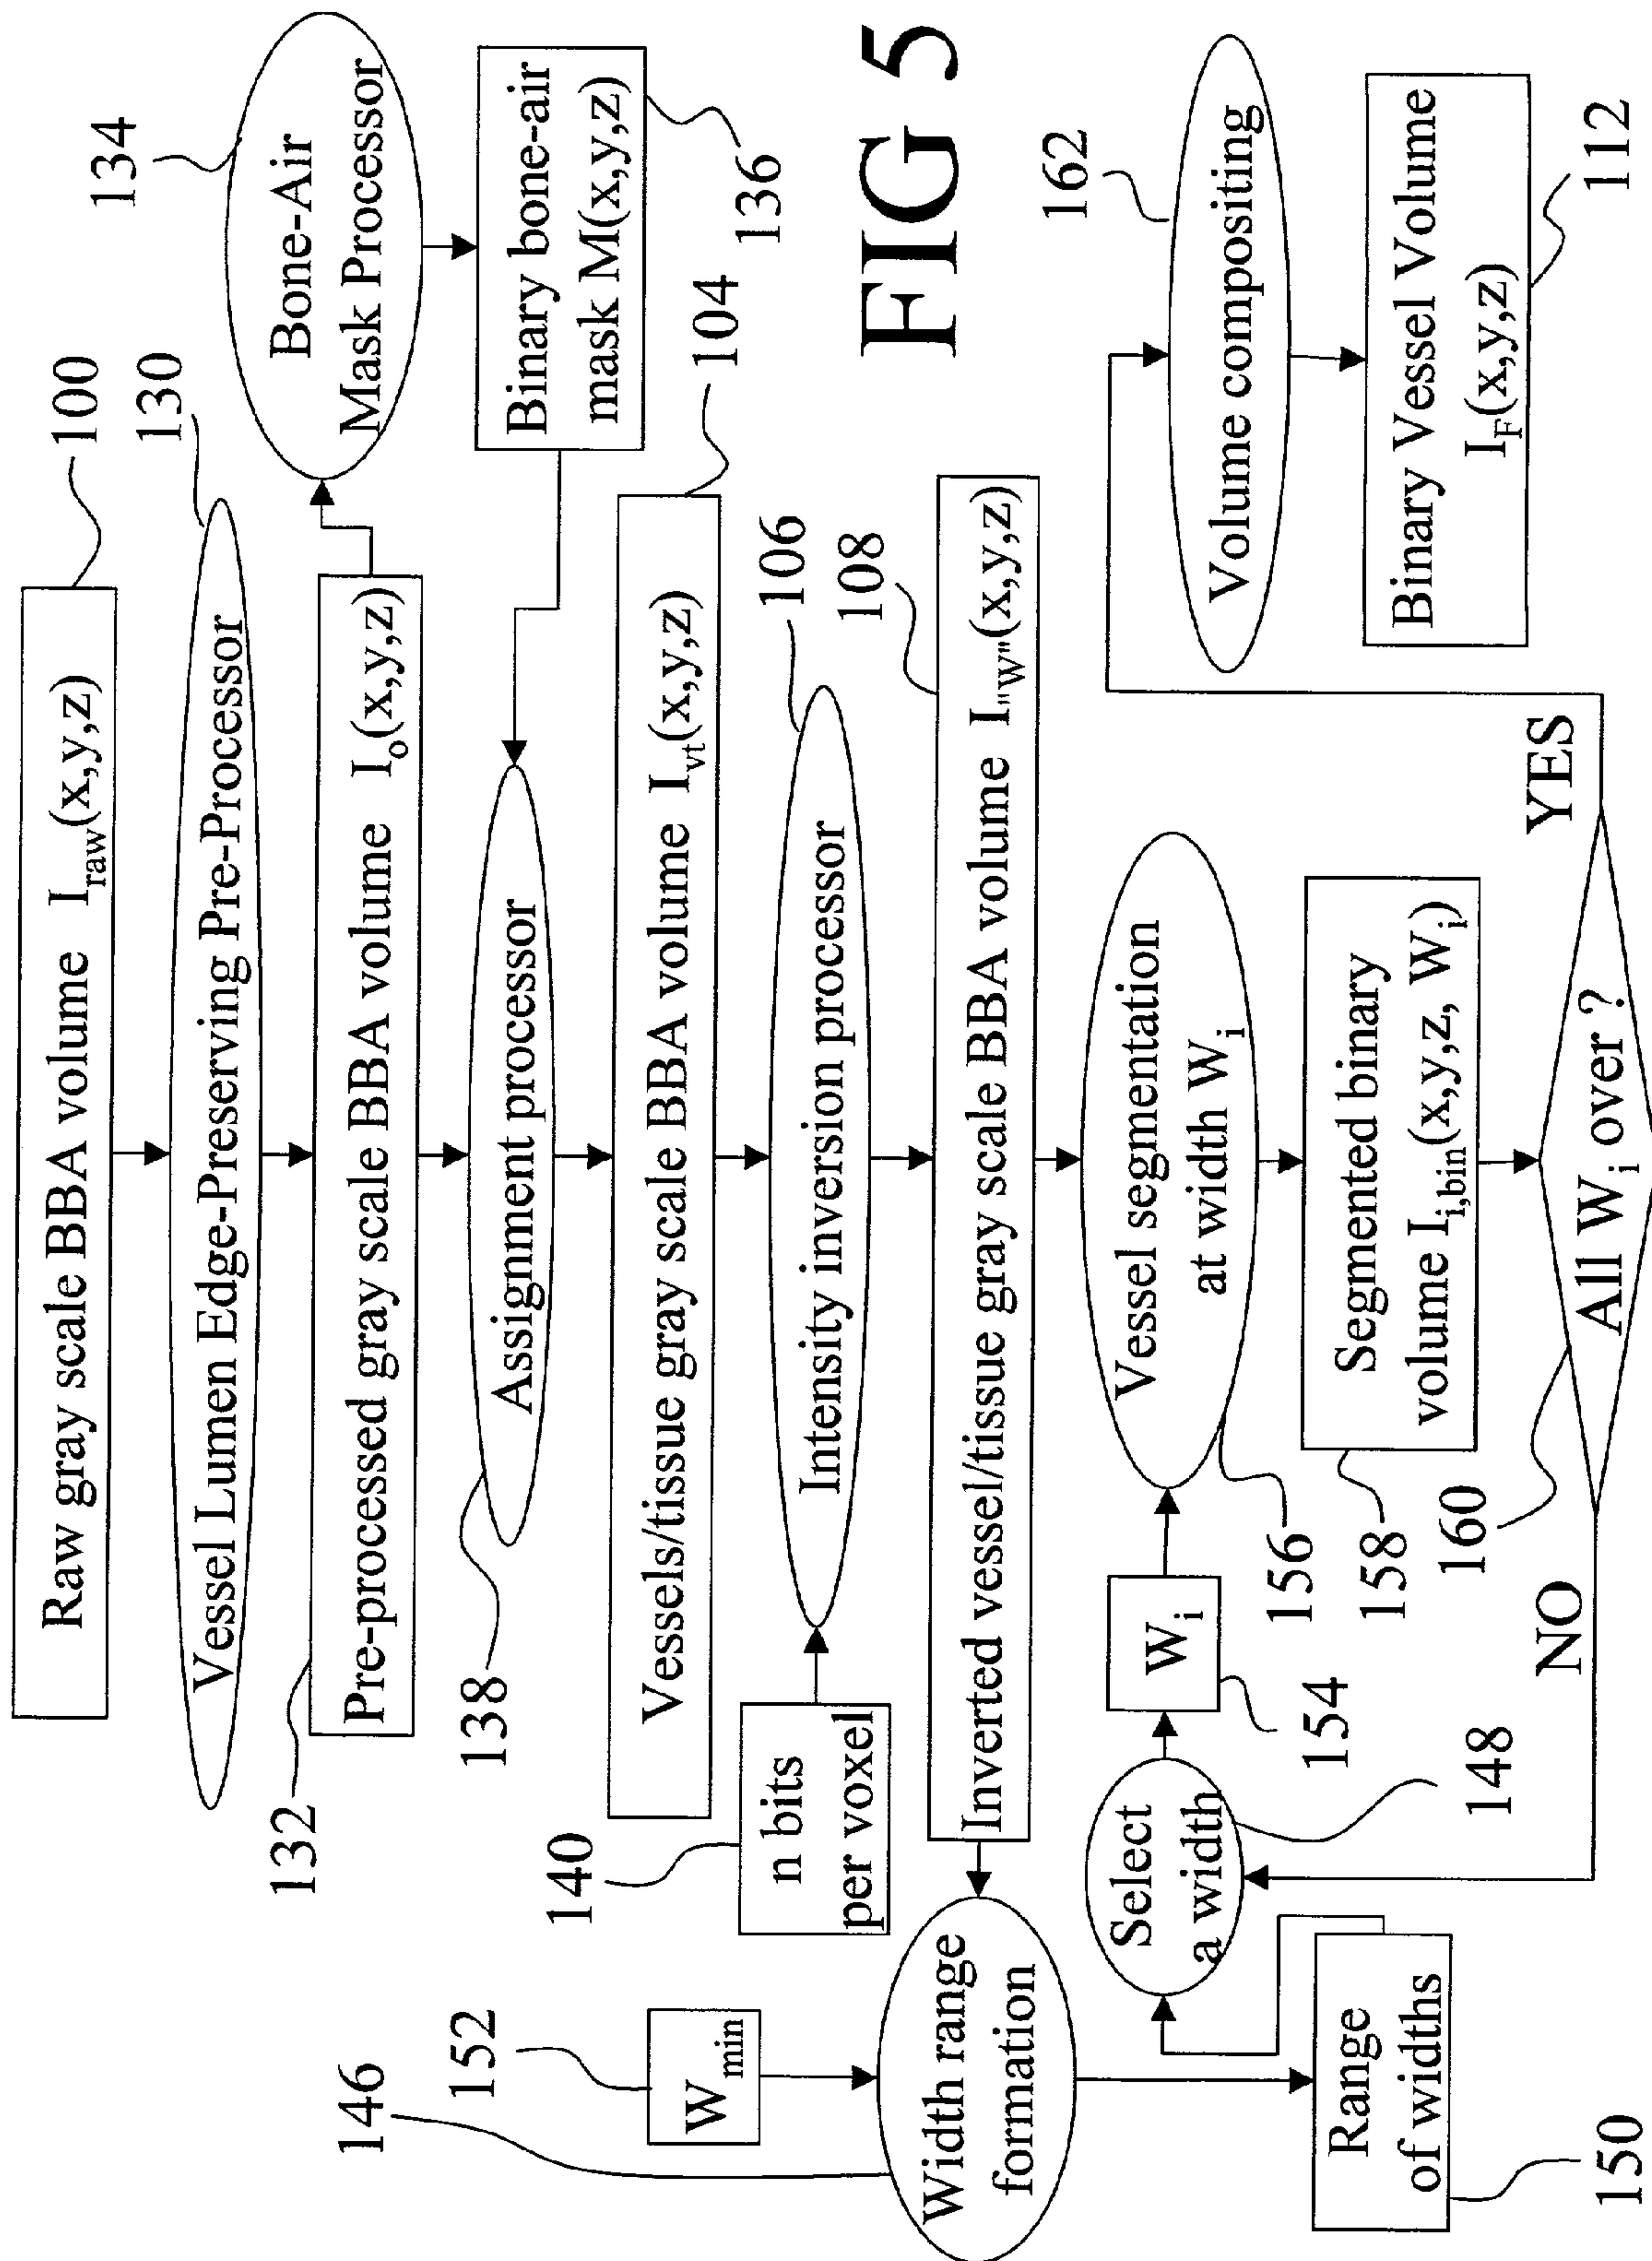 Raw gray scale BBA volume I_raw(x,y,z)
100
Vessel Lumen Edge-Preserving Pre-Processor
130
132
Pre-processed gray scale BBA volume I_o(x,y,z)
134
Bone-Air
Mask Processor
Binary bone-air
mask M(x,y,z)
136
138
Assignment processor
Vessels/tissue gray scale BBA volume I_vt(x,y,z)
104
140
n bits
per voxel
Intensity inversion processor
106
108
Inverted vessel/tissue gray scale BBA volume I_"W"(x,y,z)
146
152
W_min
Width range
formation
Range
of widths
150
Select
a width
148
W_i
154
Vessel segmentation
at width W_i
156
Segmented binary
volume I_i,bin(x,y,z, W_i)
158
160
All W_i over ?
NO
YES
162
Volume compositing
Binary Vessel Volume
I_F(x,y,z)
112
FIG 5